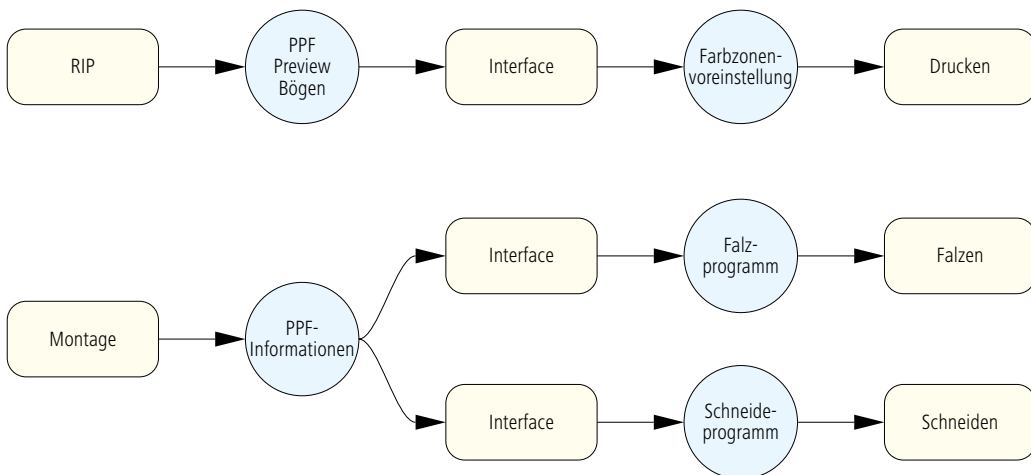 RIP
PPF
Preview
Bögen
Interface
Farbzonen-
voreinstellung
Drucken
Montage
PPF-
Informationen
Interface
Falz-
programm
Falzen
Interface
Schneide-
programm
Schneiden